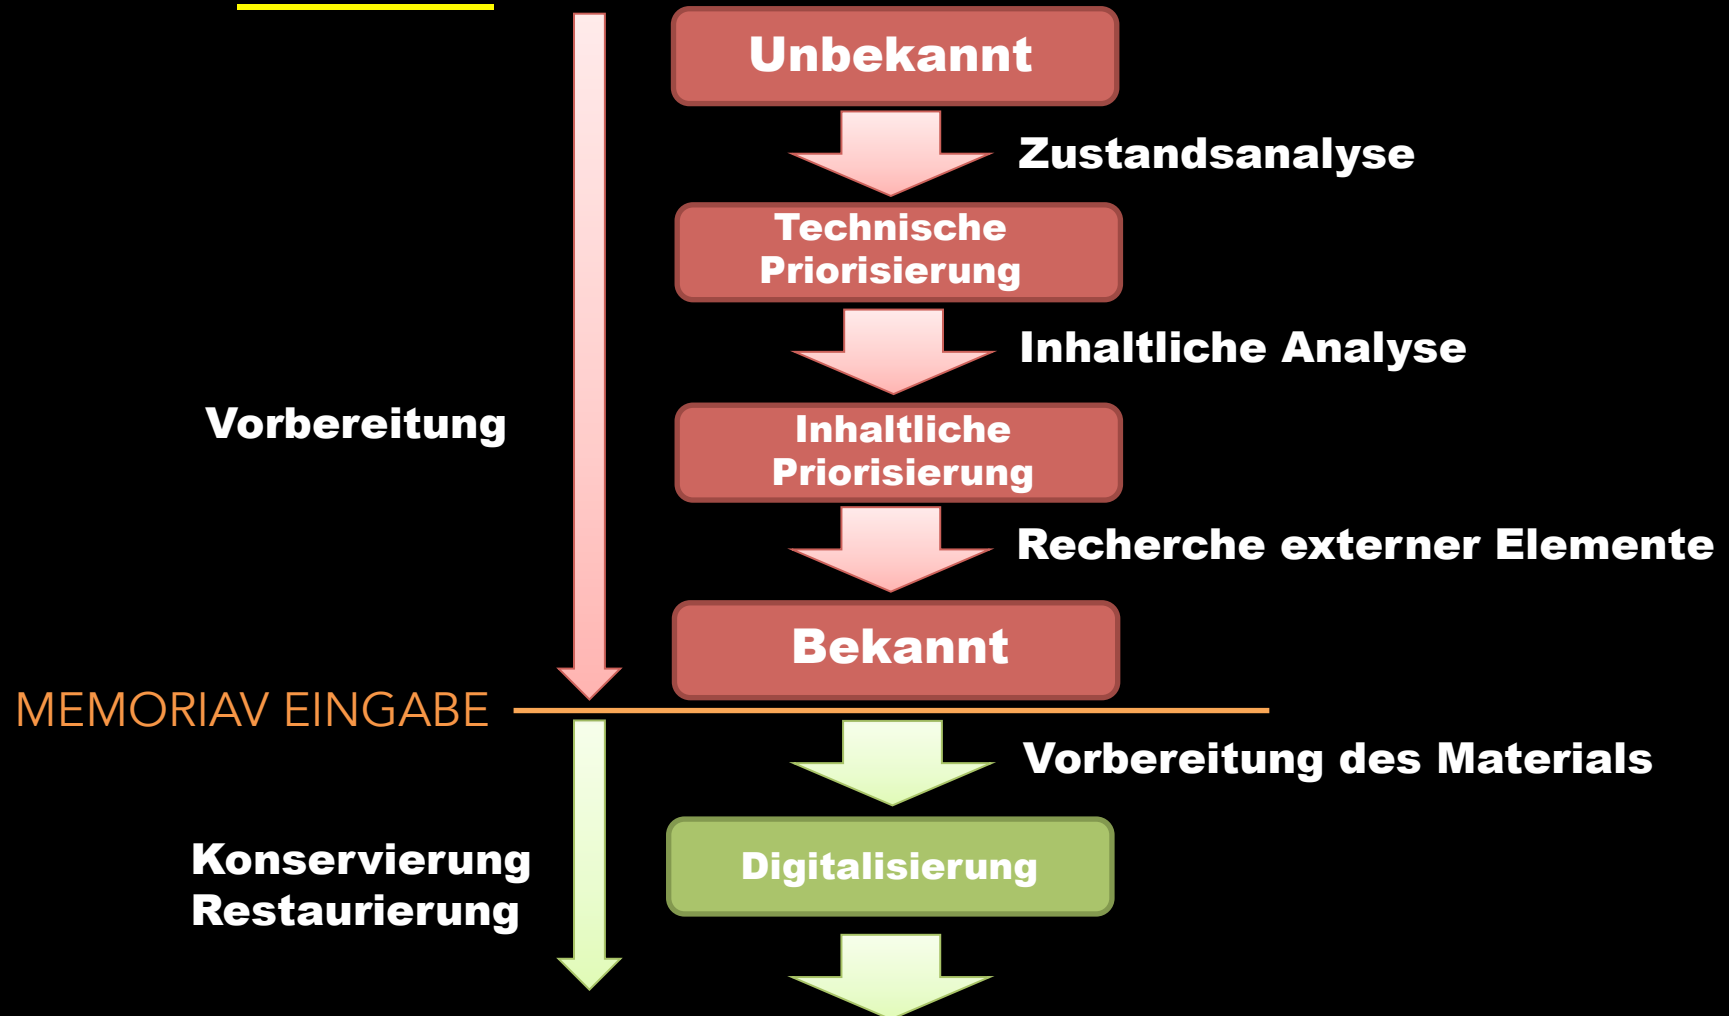 Unbekannt
Zustandsanalyse
Technische
Priorisierung
Inhaltliche Analyse
Vorbereitung
Inhaltliche
Priorisierung
Recherche externer Elemente
Bekannt
MEMORIAV EINGABE
Vorbereitung des Materials
Konservierung
Restaurierung
Digitalisierung